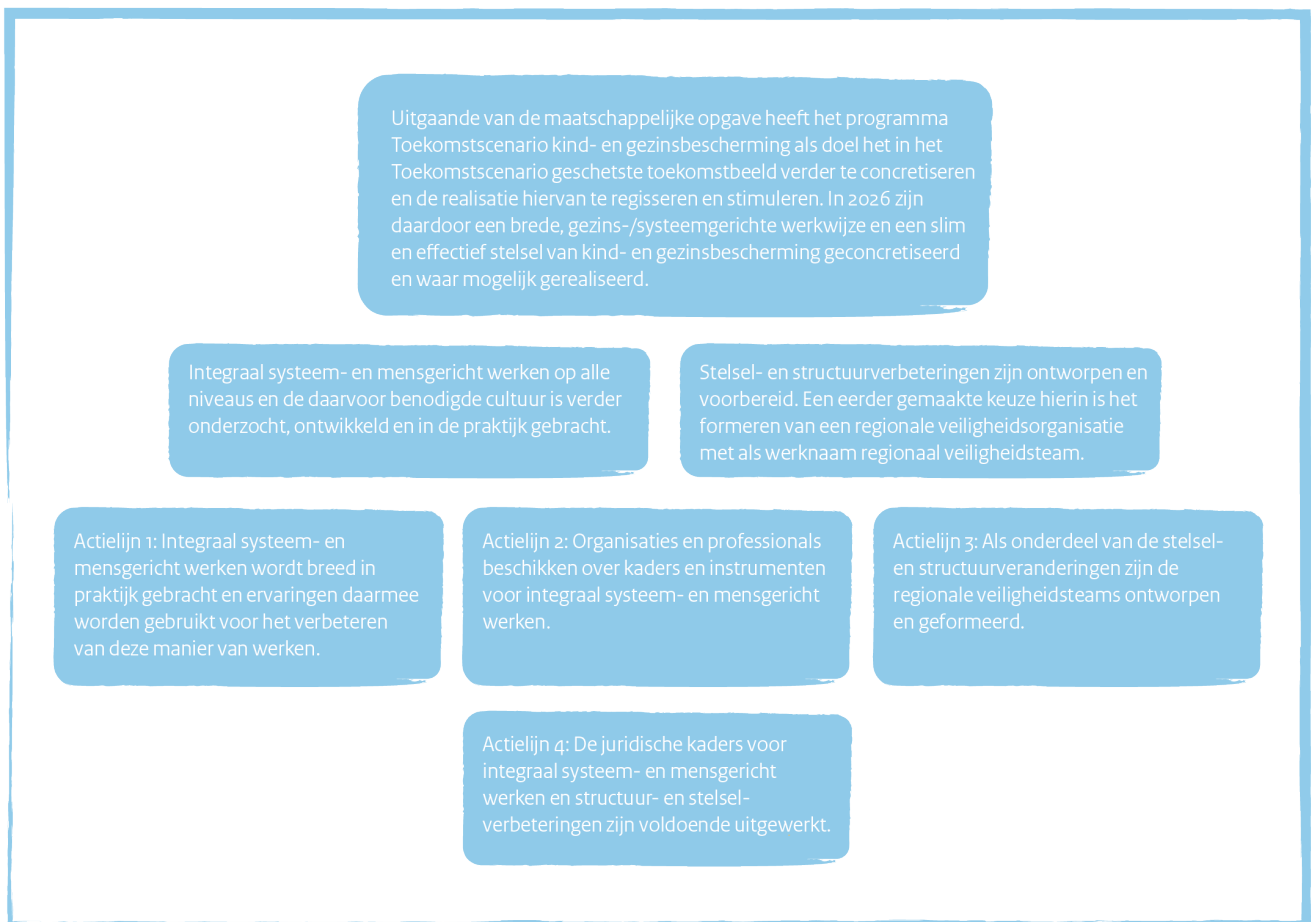 Uitgaande van de maatschappelijke opgave heeft het programma
Toekomstscenario kind- en gezinsbescherming als doel het in het
Toekomstscenario geschetste toekomstbeeld verder te concretiseren
en de realisatie hiervan te regisseren en stimuleren. In 2026 zijn
daardoor een brede, gezins-/systeemgerichte werkwijze en een slim
en effectief stelsel van kind- en gezinsbescherming geconcretiseerd
en waar mogelijk gerealiseerd.
Integraal systeem- en mensgericht werken op alle
niveaus en de daarvoor benodigde cultuur is verder
onderzocht, ontwikkeld en in de praktijk gebracht.
Stelsel- en structuurverbeteringen zijn ontworpen en
voorbereid. Een eerder gemaakte keuze hierin is het
formeren van een regionale veiligheidsorganisatie
met als werknaam regionaal veiligheidsteam.
Actielijn 1: Integraal systeem- en
mensgericht werken wordt breed in
praktijk gebracht en ervaringen daarmee
worden gebruikt voor het verbeteren
van deze manier van werken.
Actielijn 2: Organisaties en professionals
beschikken over kaders en instrumenten
voor integraal systeem- en mensgericht
werken.
Actielijn 3: Als onderdeel van de stelsel-
en structuurveranderingen zijn de
regionale veiligheidsteams ontworpen
en geformeerd.
Actielijn 4: De juridische kaders voor
integraal systeem- en mensgericht
werken en structuur- en stelsel-
verbeteringen zijn voldoende uitgewerkt.